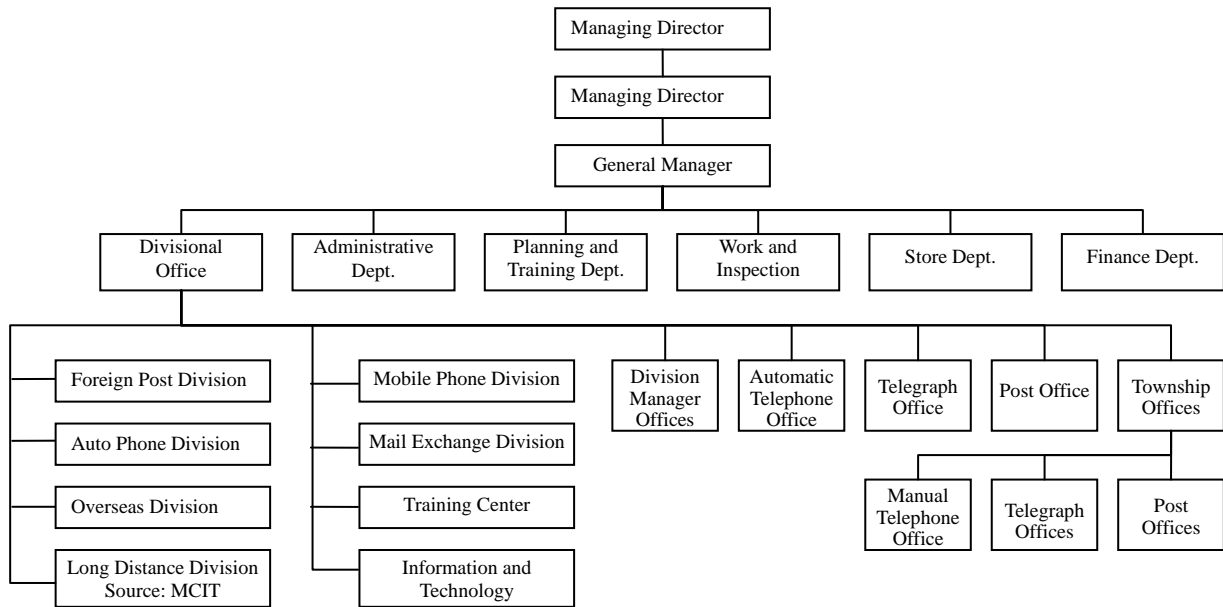 Managing Director
Managing Director
General Manager
Divisional
Office
Administrative
Dept.
Planning and
Training Dept.
Work and
Inspection
Store Dept.
Finance Dept.
Foreign Post Division
Auto Phone Division
Overseas Division
Long Distance Division
Source: MCIT
Mobile Phone Division
Mail Exchange Division
Training Center
Information and
Technology
Division
Manager
Offices
Automatic
Telephone
Office
Telegraph
Office
Post Office
Township
Offices
Manual
Telephone
Office
Telegraph
Offices
Post
Offices